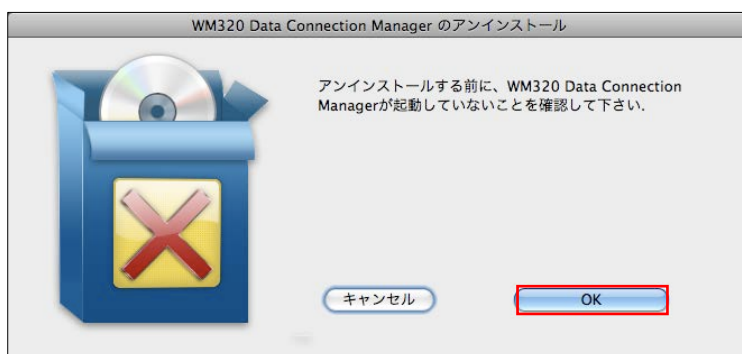 WM320 Data Connection Manager のアンインストール
アンインストールする前に、WM320 Data Connection
Managerが起動していないことを確認して下さい.
キャンセル
OK